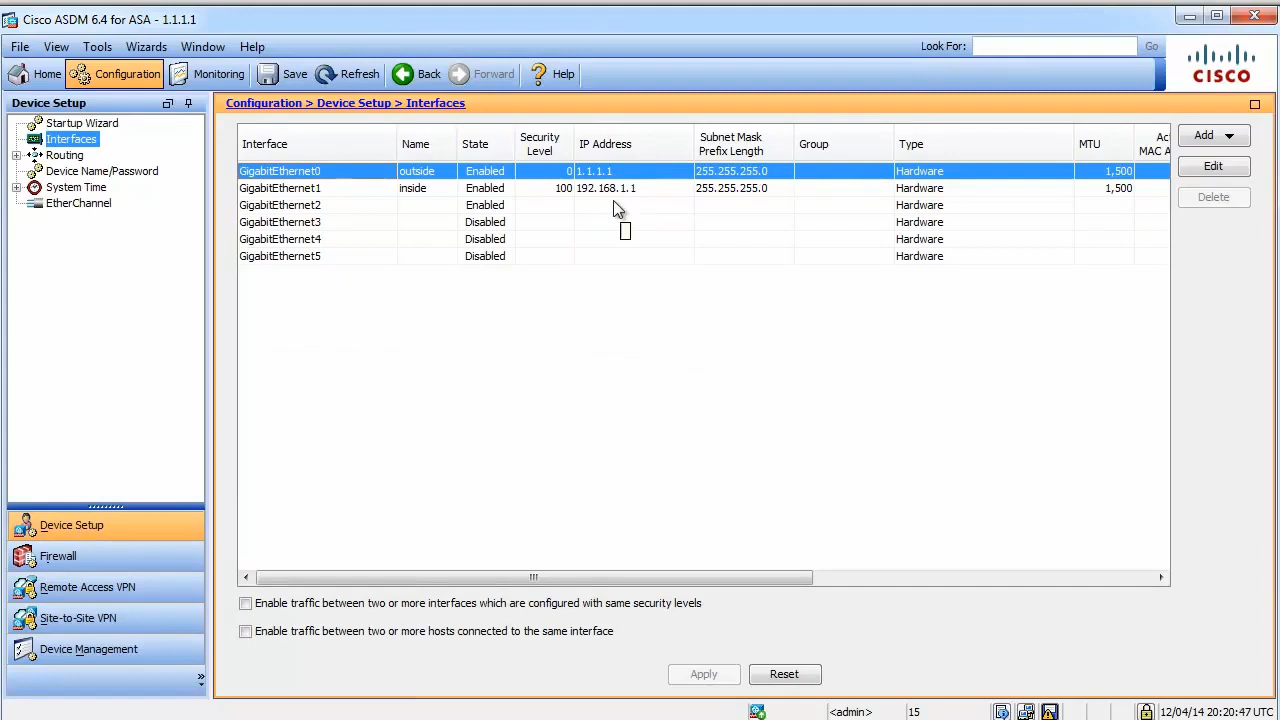 Cisco ASDM 6.4 for ASA - 1.1.1.1
File View Tools Wizards Window Help Look For: Go
Home Configuration Monitoring Save Refresh Back Forward Help
CISCO
Device Setup
Configuration > Device Setup > Interfaces
Startup Wizard
Interfaces
Routing
Device Name/Password
System Time
EtherChannel
Interface Name State Security Level IP Address Subnet Mask Prefix Length Group Type MTU
GigabitEthernet0 outside Enabled 0 1.1.1.1 255.255.255.0 Hardware 1,500
GigabitEthernet1 inside Enabled 100 192.168.1.1 255.255.255.0 Hardware 1,500
GigabitEthernet2 Enabled Hardware
GigabitEthernet3 Disabled Hardware
GigabitEthernet4 Disabled Hardware
GigabitEthernet5 Disabled Hardware
Add
Edit
Delete
Device Setup
Firewall
Remote Access VPN
Site-to-Site VPN
Device Management
Enable traffic between two or more interfaces which are configured with same security levels
Enable traffic between two or more hosts connected to the same interface
Apply Reset
<admin> 15 12/04/14 20:20:47 UTC